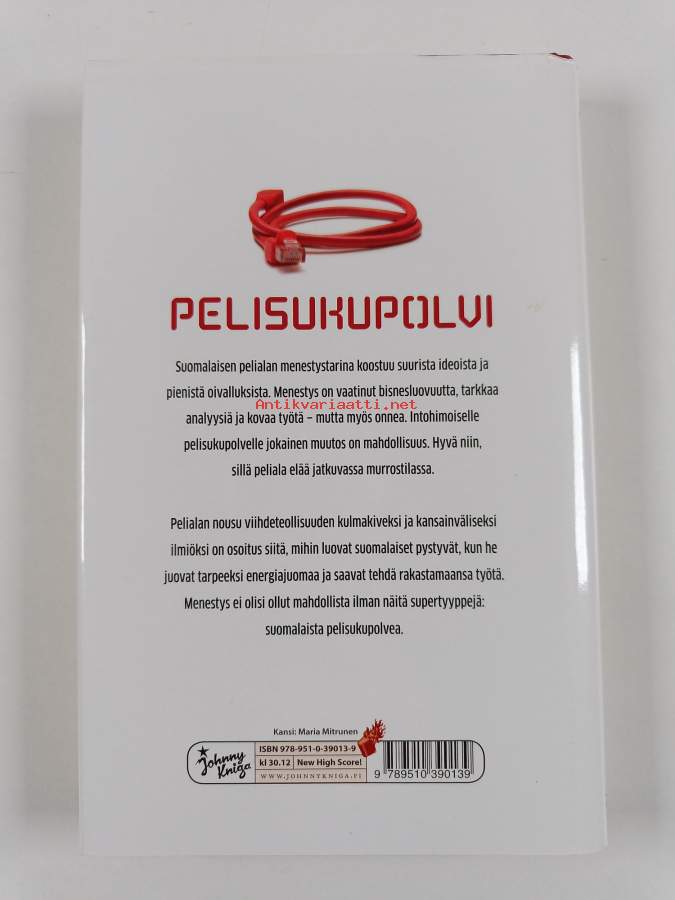 PELISUKUPOLVI
Suomalaisen pelialan menestystarina koostuu suurista ideoista ja
pienistä oivalluksista. Menestys on vaatinut bisnesluovuutta, tarkkaa
Antikvariaatti.net
analyysiä ja kovaa työtä – mutta myös onnea. Intohimoiselle
pelisukupolvelle jokainen muutos on mahdollisuus. Hyvä niin,
sillä peliala elää jatkuvassa murrostilassa.
Pelialan nousu viihdeteollisuuden kulmakiveksi ja kansainväliseksi
ilmiöksi on osoitus siitä, mihin luovat suomalaiset pystyvät, kun he
juovat tarpeeksi energiajuomaa ja saavat tehdä rakastamaansa työtä.
Menestys ei olisi ollut mahdollista ilman näitä supertyyppejä:
suomalaista pelisukupolvea.
Kansi: Maria Mitrunen
Johnny
Kniga
ISBN 978-951-0-39013-9
kl 30.12 New High Score!
WWW.JOHNNYKNIGA.FI
9 789510 390139